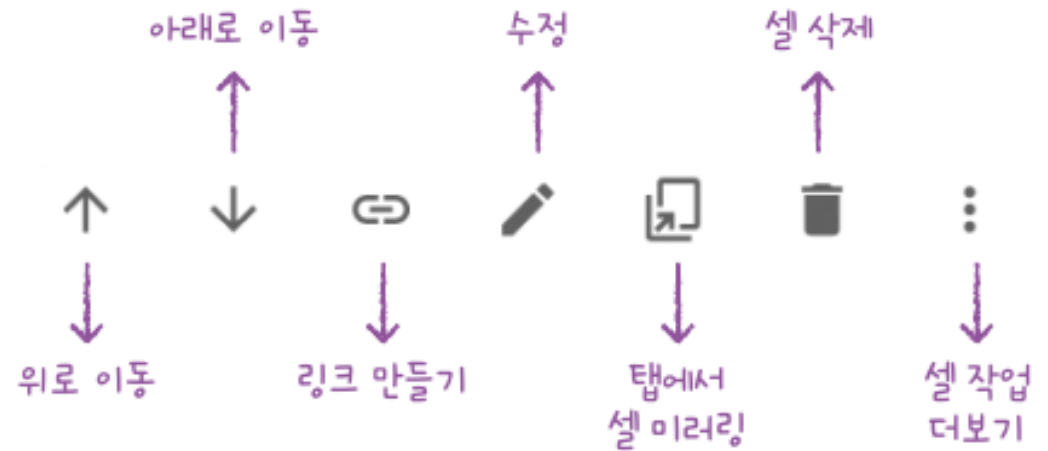 아래로 이동
수정
셀 삭제
위로 이동
링크 만들기
탭에서
셀 미러링
셀 작업
더보기